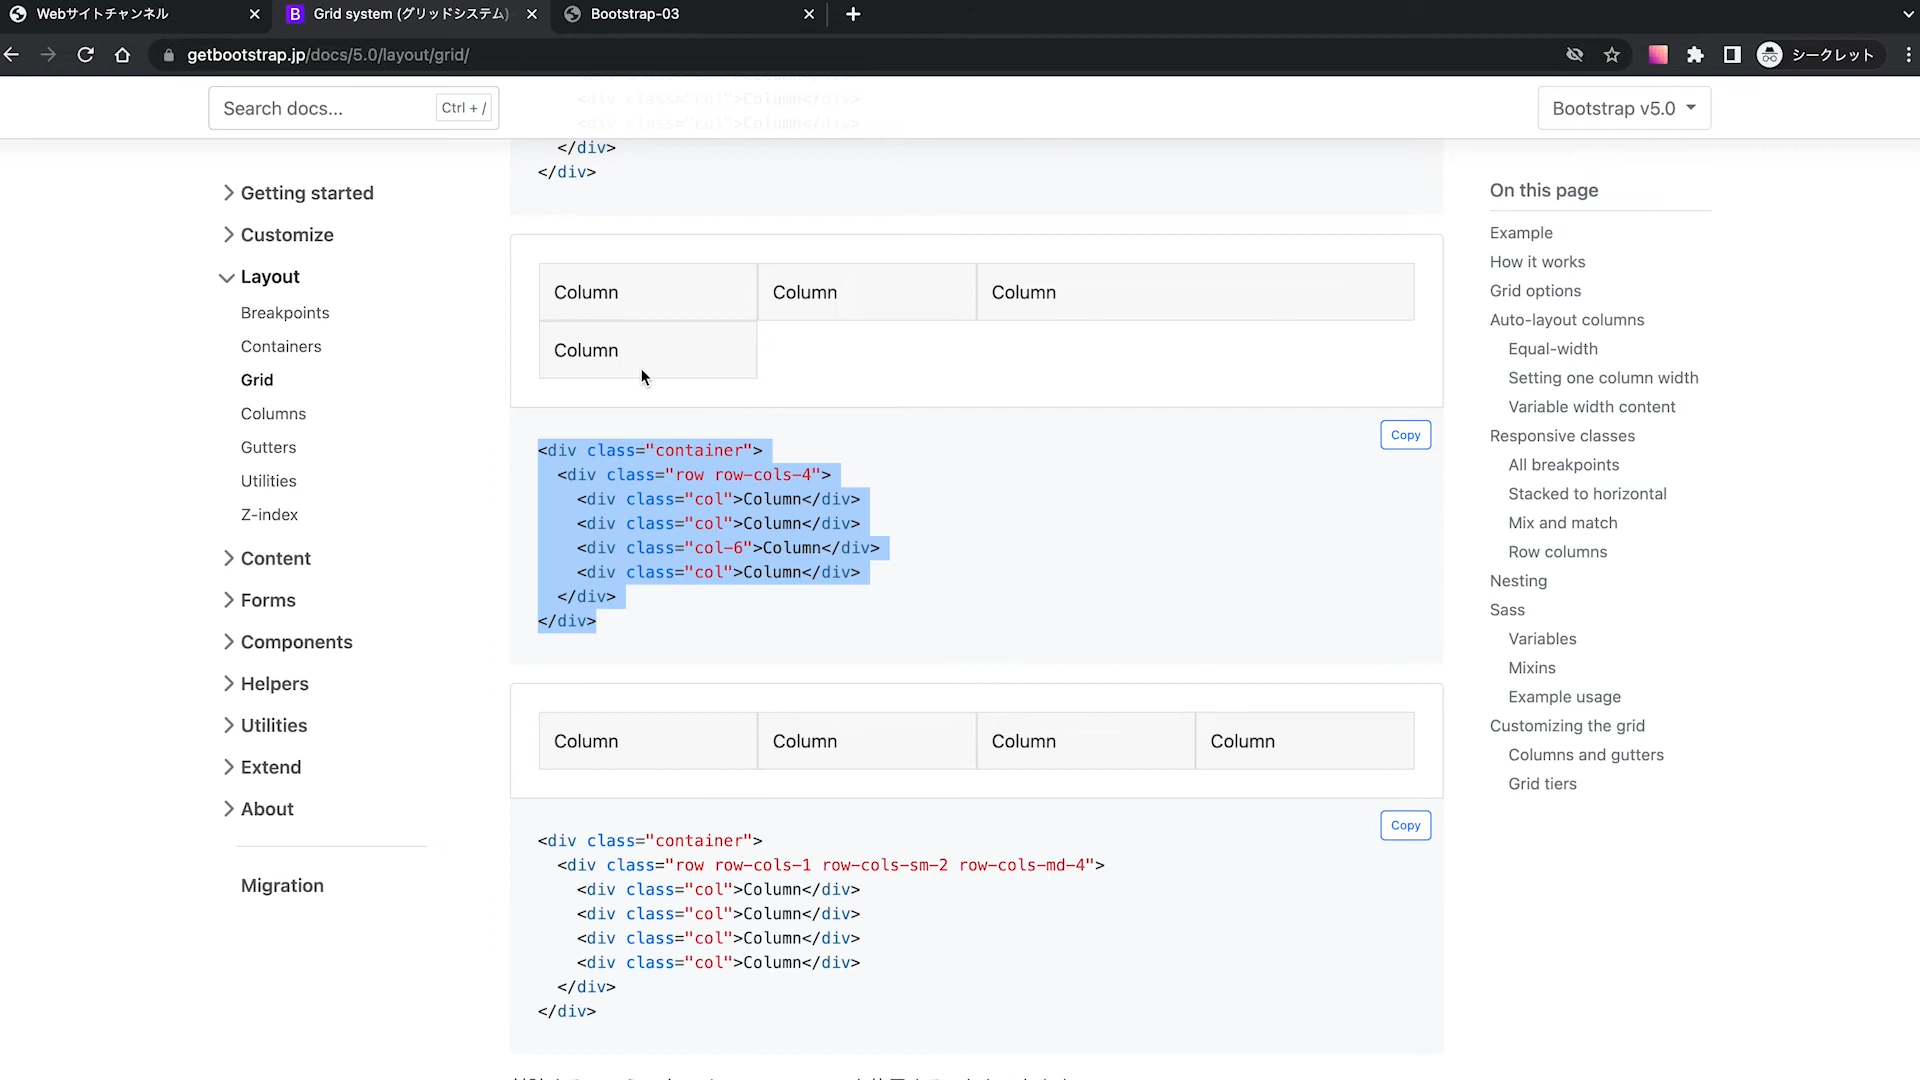 Webサイトチャンネル
Grid system (グリッドシステム)
Bootstrap-03
getbootstrap.jp/docs/5.0/layout/grid/
シークレット
Search docs...
Ctrl + /
Bootstrap v5.0
Getting started
Customize
Layout
Breakpoints
Containers
Grid
Columns
Gutters
Utilities
Z-index
Content
Forms
Components
Helpers
Utilities
Extend
About
Migration
<div class="col">Column</div>
<div class="col">Column</div>
</div>
</div>
Column Column Column
Column
Copy
<div class="container">
<div class="row row-cols-4">
<div class="col">Column</div>
<div class="col">Column</div>
<div class="col-6">Column</div>
<div class="col">Column</div>
</div>
</div>
Column Column Column Column
Copy
<div class="container">
<div class="row row-cols-1 row-cols-sm-2 row-cols-md-4">
<div class="col">Column</div>
<div class="col">Column</div>
<div class="col">Column</div>
<div class="col">Column</div>
</div>
</div>
On this page
Example
How it works
Grid options
Auto-layout columns
Equal-width
Setting one column width
Variable width content
Responsive classes
All breakpoints
Stacked to horizontal
Mix and match
Row columns
Nesting
Sass
Variables
Mixins
Example usage
Customizing the grid
Columns and gutters
Grid tiers